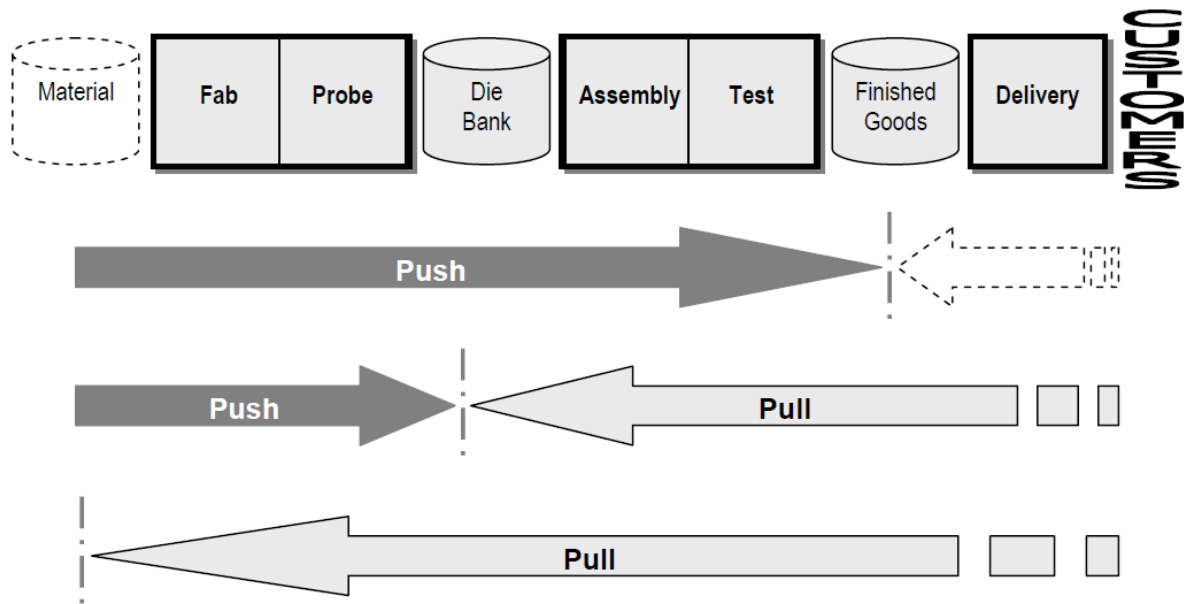 Material
Fab
Probe
Die
Bank
Assembly
Test
Finished
Goods
Delivery
CUSTOMERS
Push
Push
Pull
Pull